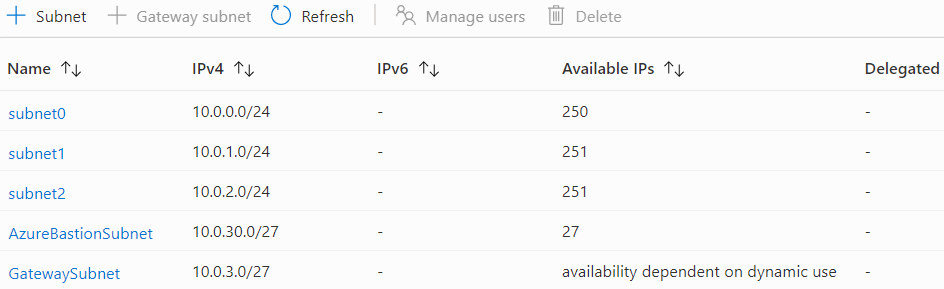 + Subnet + Gateway subnet Refresh Manage users Delete
Name ↑↓ IPv4 ↑↓ IPv6 ↑↓ Available IPs ↑↓ Delegated
subnet0 10.0.0.0/24 - 250 -
subnet1 10.0.1.0/24 - 251 -
subnet2 10.0.2.0/24 - 251 -
AzureBastionSubnet 10.0.30.0/27 - 27 -
GatewaySubnet 10.0.3.0/27 - availability dependent on dynamic use -